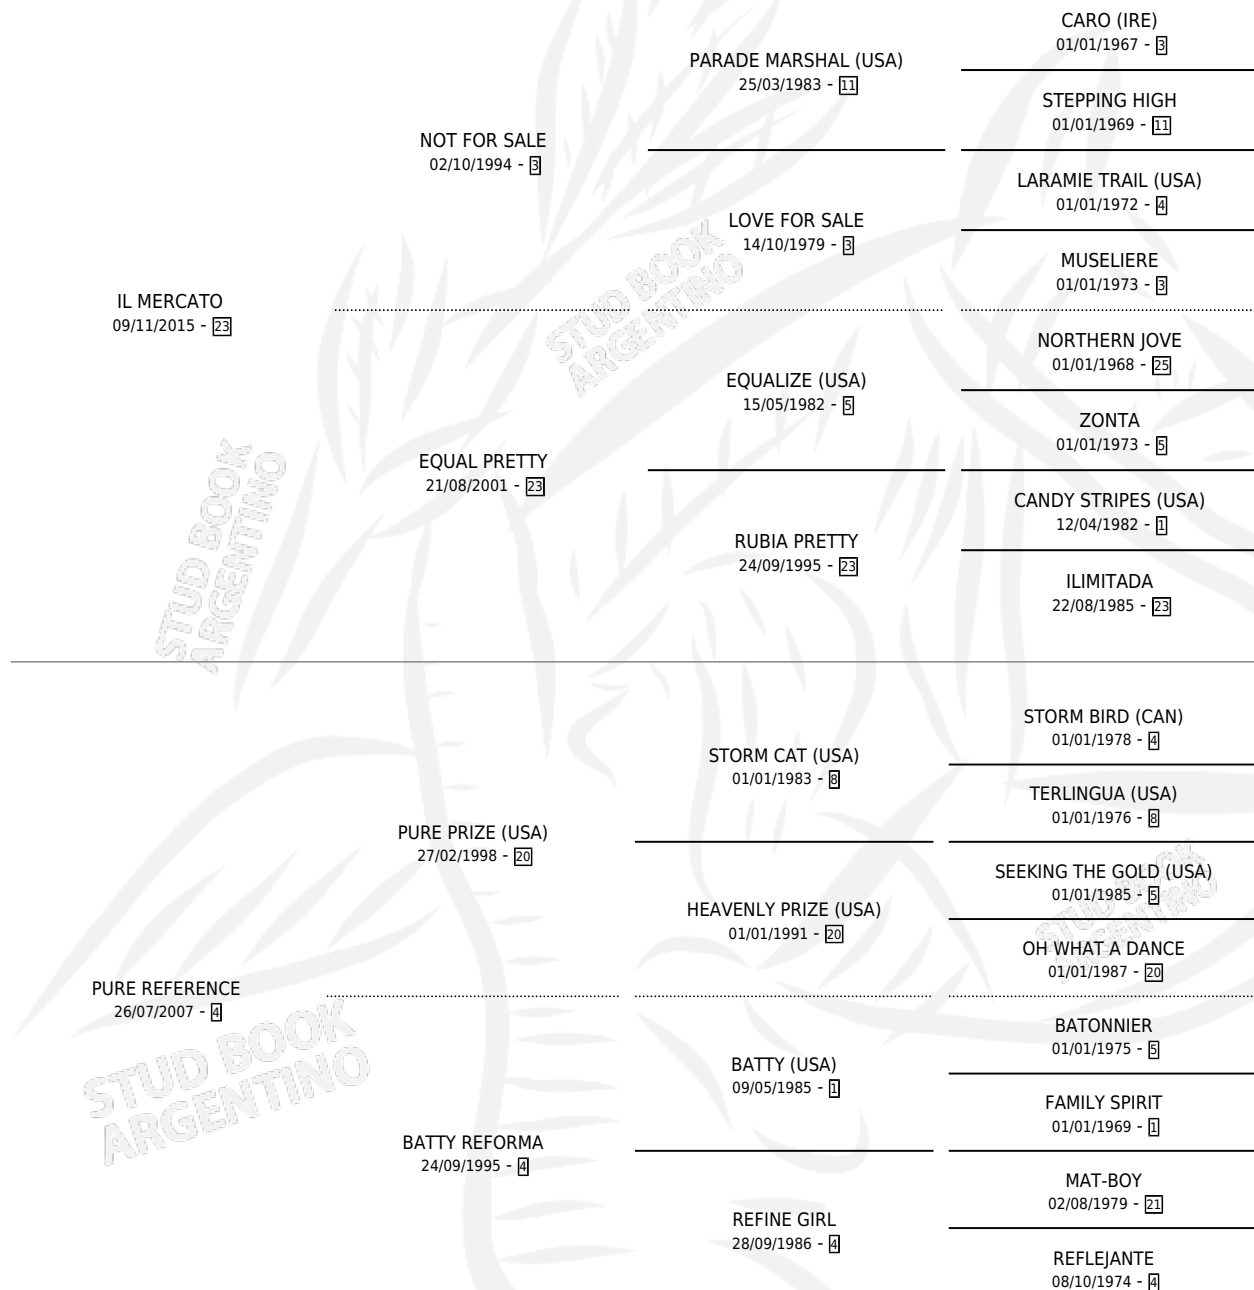 CARO (IRE)
01/01/1967 - 3
PARADE MARSHAL (USA)
25/03/1983 - 11
STEPPING HIGH
01/01/1969 - 11
NOT FOR SALE
02/10/1994 - 3
LARAMIE TRAIL (USA)
01/01/1972 - 4
LOVE FOR SALE
14/10/1979 - 3
MUSELIERE
01/01/1973 - 3
IL MERCATO
09/11/2015 - 23
NORTHERN JOVE
01/01/1968 - 25
EQUALIZE (USA)
15/05/1982 - 5
ZONTA
01/01/1973 - 5
EQUAL PRETTY
21/08/2001 - 23
CANDY STRIPES (USA)
12/04/1982 - 1
RUBIA PRETTY
24/09/1995 - 23
ILIMITADA
22/08/1985 - 23
STORM BIRD (CAN)
01/01/1978 - 4
STORM CAT (USA)
01/01/1983 - 8
TERLINGUA (USA)
01/01/1976 - 8
PURE PRIZE (USA)
27/02/1998 - 20
SEEKING THE GOLD (USA)
01/01/1985 - 5
HEAVENLY PRIZE (USA)
01/01/1991 - 20
OH WHAT A DANCE
01/01/1987 - 20
PURE REFERENCE
26/07/2007 - 4
BATONNIER
01/01/1975 - 5
BATTY (USA)
09/05/1985 - 1
FAMILY SPIRIT
01/01/1969 - 1
BATTY REFORMA
24/09/1995 - 4
MAT-BOY
02/08/1979 - 21
REFINE GIRL
28/09/1986 - 4
REFLEJANTE
08/10/1974 - 4
STUD BOOK
ARGENTINO
STUD BOOK
ARGENTINO
STUD BOOK
ARGENTINO
STUD BOOK
ARGENTINO